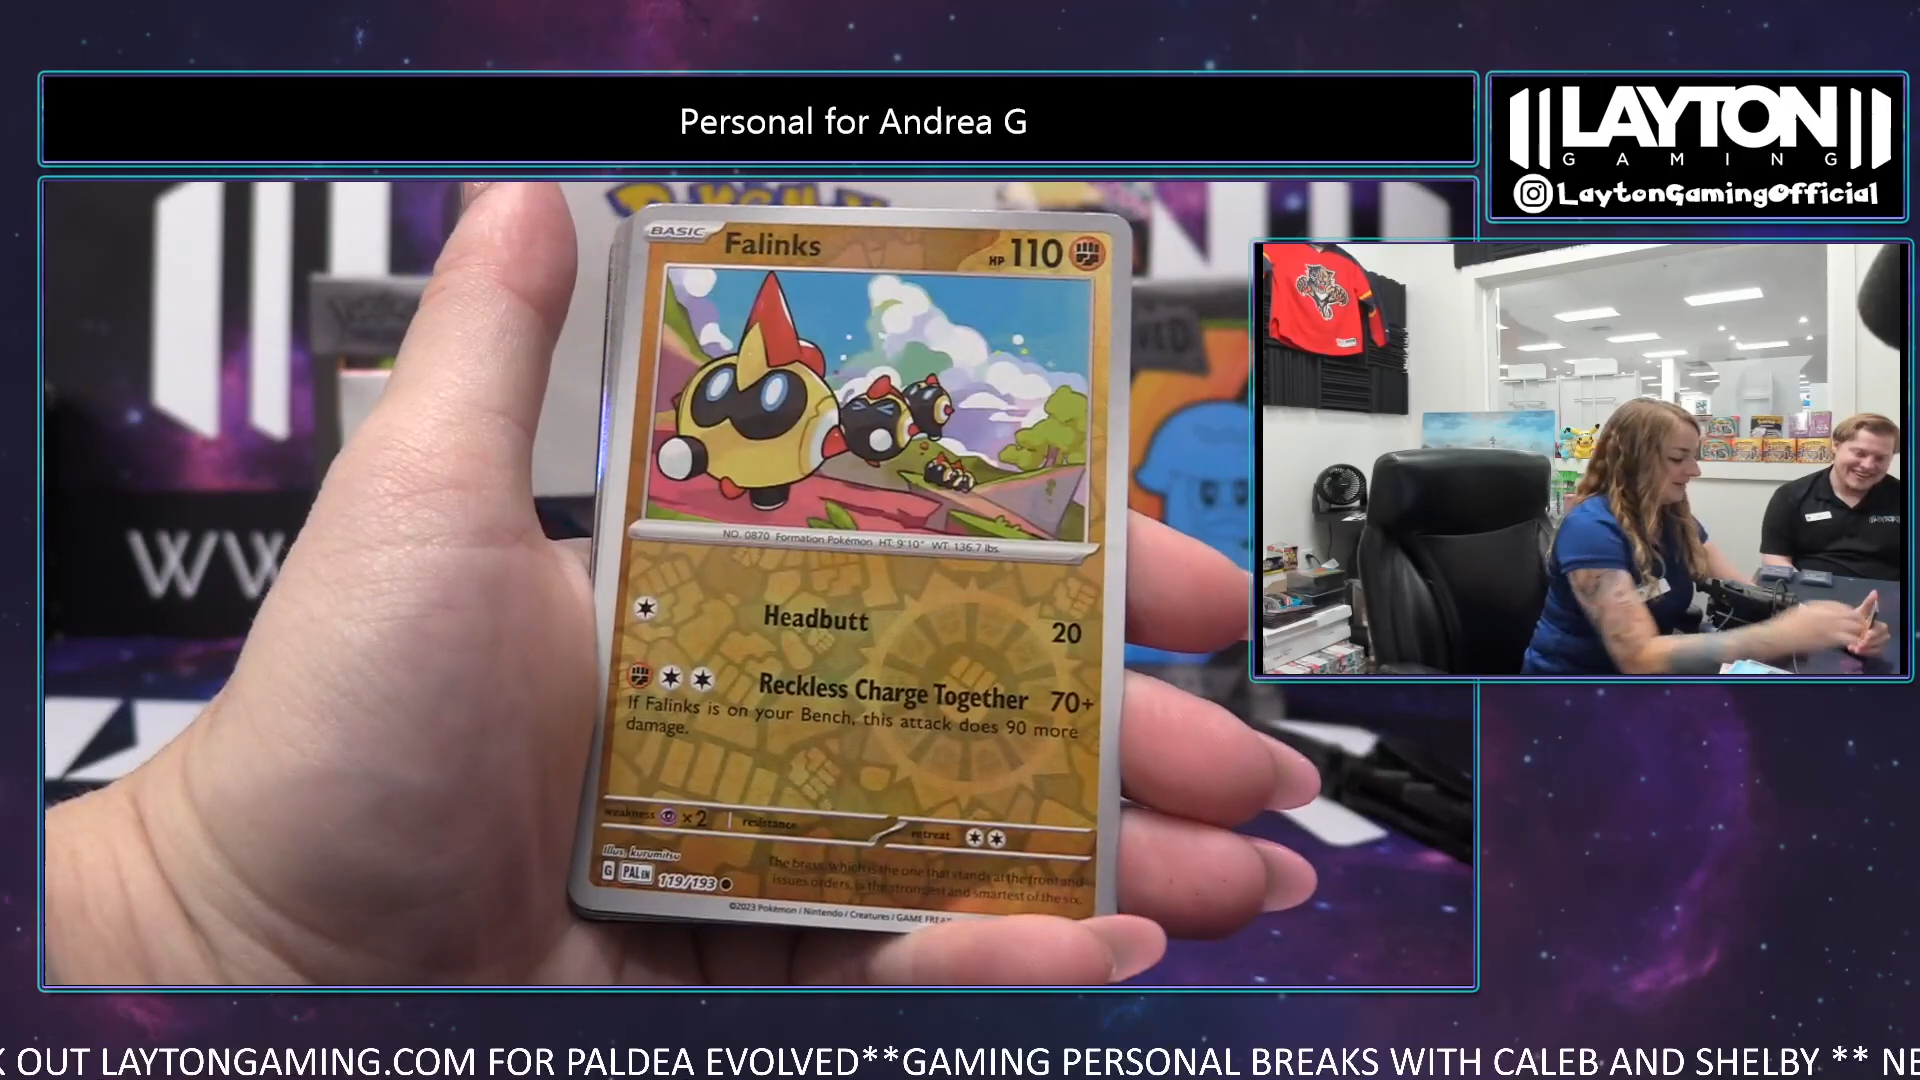 Personal for Andrea G
LAYTON
GAMING
LaytonGamingOfficial
BASIC
Falinks
HP 110
NO. 0870 Formation Pokémon HT: 9'10" WT: 136.7 lbs.
Headbutt
20
Reckless Charge Together 70+
If Falinks is on your Bench, this attack does 90 more
damage.
weakness x2 resistance retreat
Illus. kurumitsu
G PAL EN 119/193
The brass, which is the one that stands at the front and
issues orders, is the strongest and smartest of the six.
©2023 Pokémon / Nintendo / Creatures / GAME FREAK
WW
K OUT LAYTONGAMING.COM FOR PALDEA EVOLVED**GAMING PERSONAL BREAKS WITH CALEB AND SHELBY ** NE